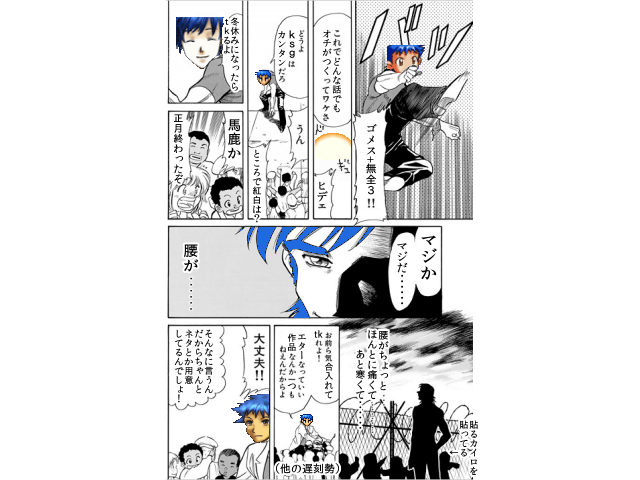 バッ
バッ
ゴメス+無全3!!
これでどんな話でも
オチがつくってワケさ
ギュ
ヒデェ
どうよ
ksgは
カンタンだろ
うん
ところで紅白は?
冬休みになったら
tkるよ
馬鹿か
正月終わったぞ
マジか
マジだ・・・・・
腰が・・・・・
腰がちょっと・・
ほんとに痛くて
あと寒くて・・・・
貼るカイロを
貼ってる
←
お前ら気合入れて
tkれよ!
エターなっていい
作品なんか一つも
ねえんだからよ
(他の遅刻勢)
大丈夫!!
そんなに言うん
だからちゃんと
ネタとか用意
してるんでしょ!